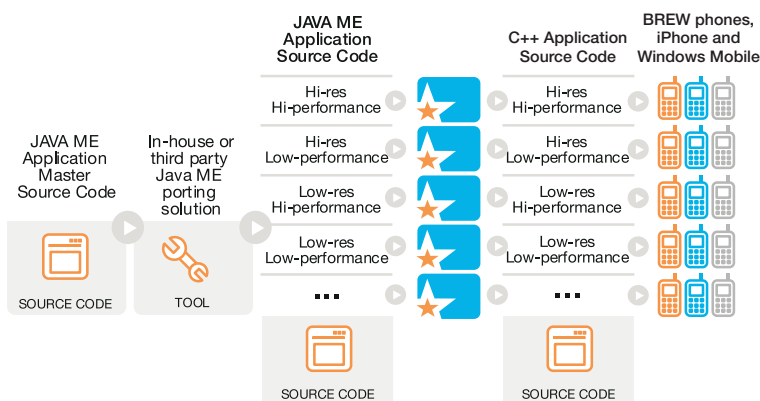 JAVA ME
Application
Master
Source Code
SOURCE CODE
In-house or
third party
Java ME
porting
solution
TOOL
JAVA ME
Application
Source Code
Hi-res
Hi-performance
Hi-res
Low-performance
Low-res
Hi-performance
Low-res
Low-performance
...
SOURCE CODE
C++ Application
Source Code
Hi-res
Hi-performance
Hi-res
Low-performance
Low-res
Hi-performance
Low-res
Low-performance
...
SOURCE CODE
BREW phones,
iPhone and
Windows Mobile